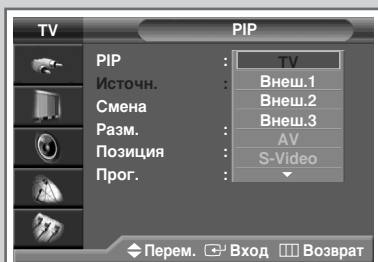 TV PIP
PIP : TV
Источн. : Внеш.1
Смена Внеш.2
Разм. : Внеш.3
Позиция : AV
Прог. : S-Video
Перем. Вход Возврат